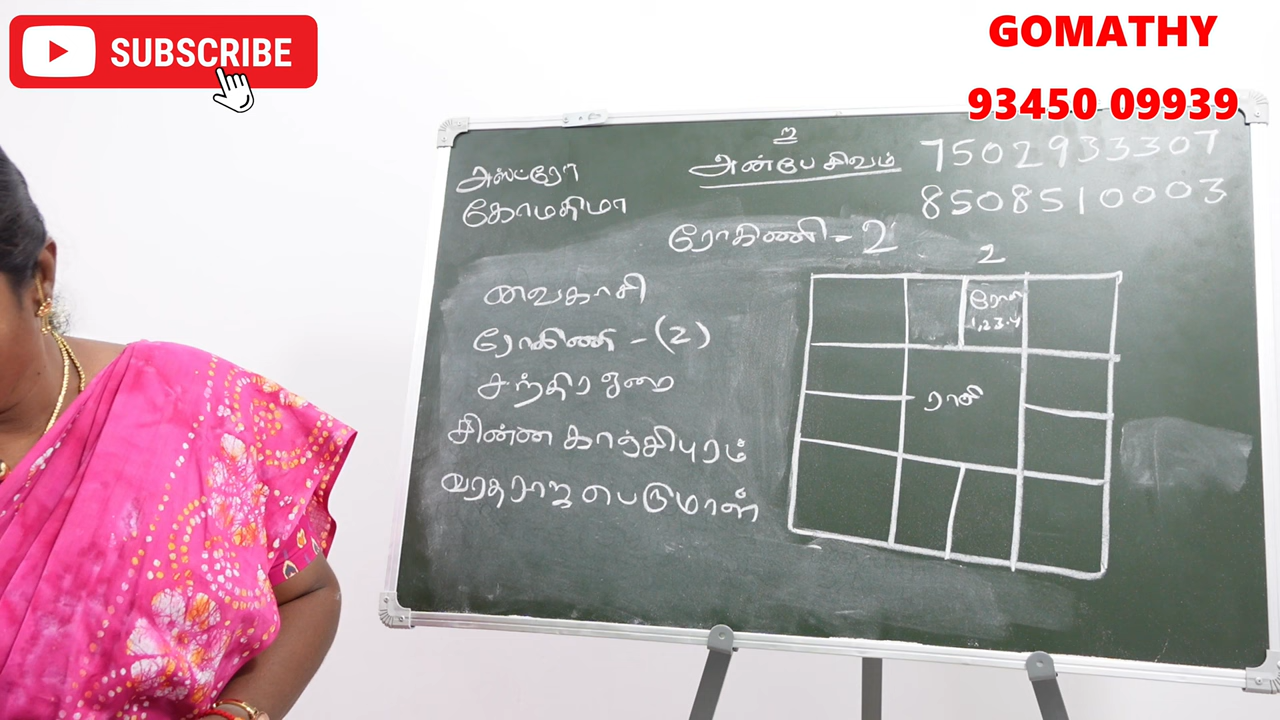 SUBSCRIBE
GOMATHY
93450 09939
உ
அன்பே சிவம்
7502933307
8508510003
அஸ்ட்ரோ
கோமதிமா
ரோகிணி - 2
2
வைகாசி
ரோகிணி - (2)
சின்ன காஞ்சிபுரம்
வரதராஜ பெருமாள்
ரோகி
1,2,3,4
ராசி